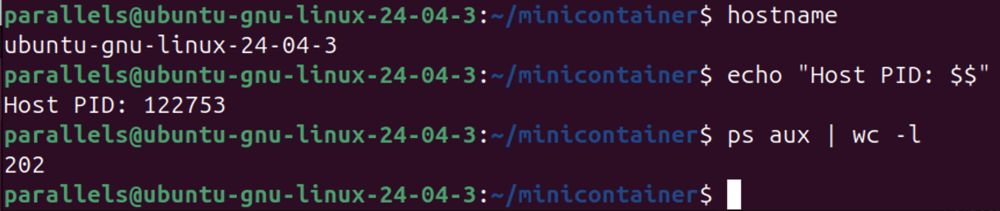 parallels@ubuntu-gnu-linux-24-04-3:~/minicontainer$ hostname
ubuntu-gnu-linux-24-04-3
parallels@ubuntu-gnu-linux-24-04-3:~/minicontainer$ echo "Host PID: $$"
Host PID: 122753
parallels@ubuntu-gnu-linux-24-04-3:~/minicontainer$ ps aux | wc -l
202
parallels@ubuntu-gnu-linux-24-04-3:~/minicontainer$